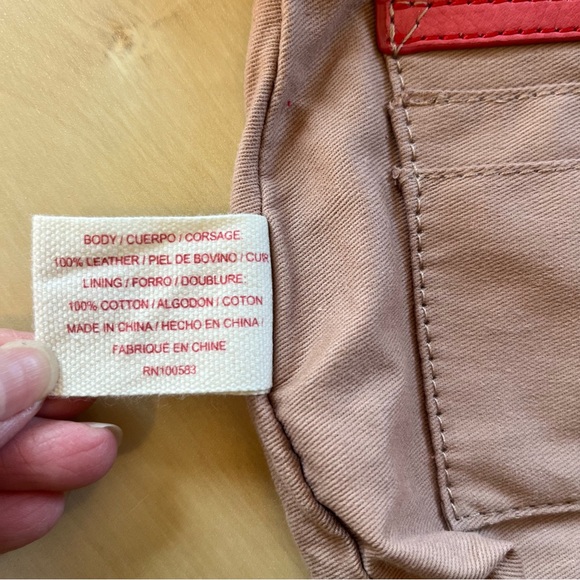 BODY / CUERPO / CORSAGE
100% LEATHER / PIEL DE BOVINO / CUIR
LINING / FORRO / DOUBLURE
100% COTTON / ALGODON / COTON
MADE IN CHINA / HECHO EN CHINA /
FABRIQUE EN CHINE
RN100583